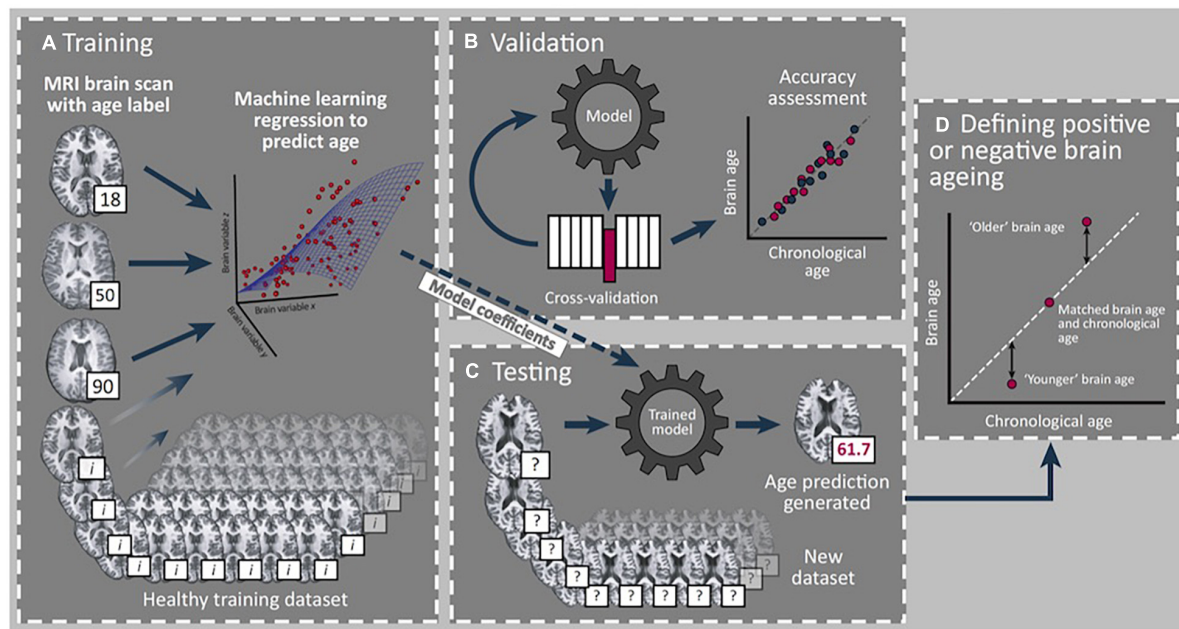 A Training
MRI brain scan
with age label
18
50
90
i
i
i
i
i
i
i
i
i
i
i
i
i
i
Machine learning
regression to
predict age
Brain variable z
Brain variable x
Brain variable y
Healthy training dataset
Model coefficients
B Validation
Model
Cross-validation
Accuracy
assessment
Brain age
Chronological
age
C Testing
?
?
?
?
?
?
?
?
?
?
?
Trained
model
61.7
Age prediction
generated
New
dataset
D Defining positive
or negative brain
ageing
Brain age
'Older' brain age
Matched brain age
and chronological
age
'Younger' brain age
Chronological age